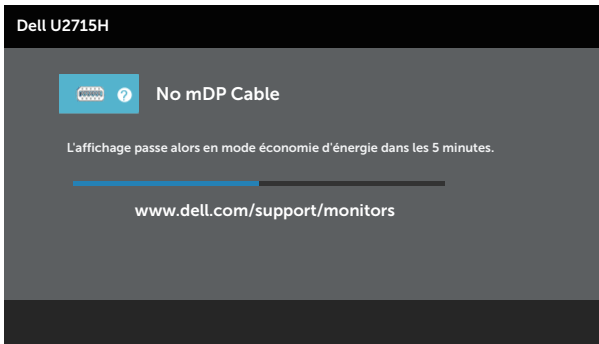 Dell U2715H
No mDP Cable
L'affichage passe alors en mode économie d'énergie dans les 5 minutes.
www.dell.com/support/monitors